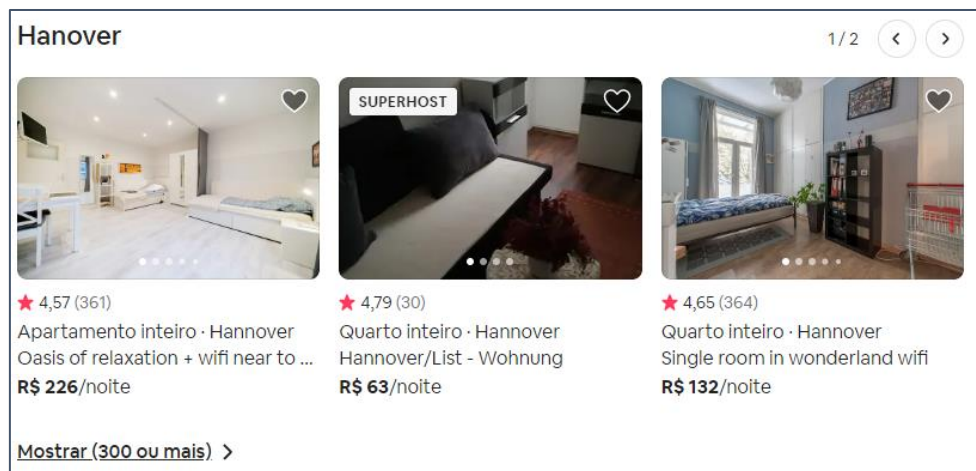 Hanover
1 / 2
SUPERHOST
4,57 (361)
Apartamento inteiro · Hannover
Oasis of relaxation + wifi near to ...
R$ 226/noite
4,79 (30)
Quarto inteiro · Hannover
Hannover/List - Wohnung
R$ 63/noite
4,65 (364)
Quarto inteiro · Hannover
Single room in wonderland wifi
R$ 132/noite
Mostrar (300 ou mais)